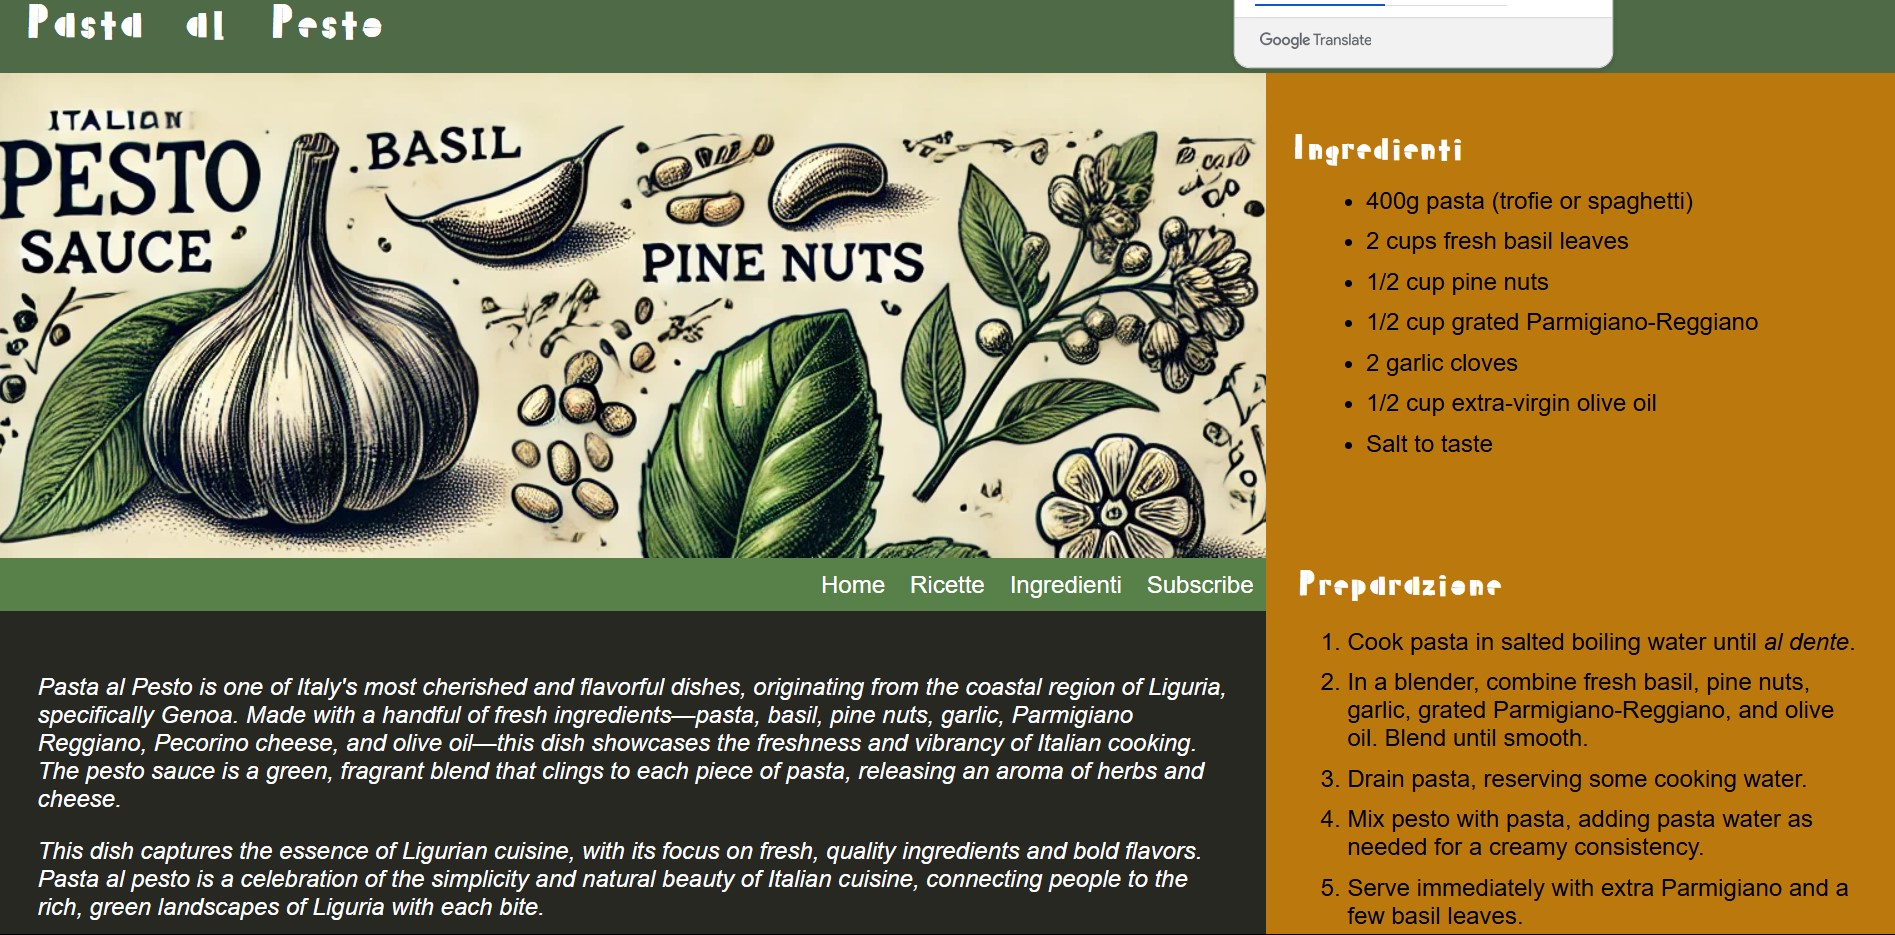 Pasta al Pesto
Google Translate
ITALIAN
PESTO
SAUCE
BASIL
PINE NUTS
Home Ricette Ingredienti Subscribe
Pasta al Pesto is one of Italy's most cherished and flavorful dishes, originating from the coastal region of Liguria,
specifically Genoa. Made with a handful of fresh ingredients—pasta, basil, pine nuts, garlic, Parmigiano
Reggiano, Pecorino cheese, and olive oil—this dish showcases the freshness and vibrancy of Italian cooking.
The pesto sauce is a green, fragrant blend that clings to each piece of pasta, releasing an aroma of herbs and
cheese.
This dish captures the essence of Ligurian cuisine, with its focus on fresh, quality ingredients and bold flavors.
Pasta al pesto is a celebration of the simplicity and natural beauty of Italian cuisine, connecting people to the
rich, green landscapes of Liguria with each bite.
Ingredienti
• 400g pasta (trofie or spaghetti)
• 2 cups fresh basil leaves
• 1/2 cup pine nuts
• 1/2 cup grated Parmigiano-Reggiano
• 2 garlic cloves
• 1/2 cup extra-virgin olive oil
• Salt to taste
Preparazione
1. Cook pasta in salted boiling water until al dente.
2. In a blender, combine fresh basil, pine nuts,
garlic, grated Parmigiano-Reggiano, and olive
oil. Blend until smooth.
3. Drain pasta, reserving some cooking water.
4. Mix pesto with pasta, adding pasta water as
needed for a creamy consistency.
5. Serve immediately with extra Parmigiano and a
few basil leaves.